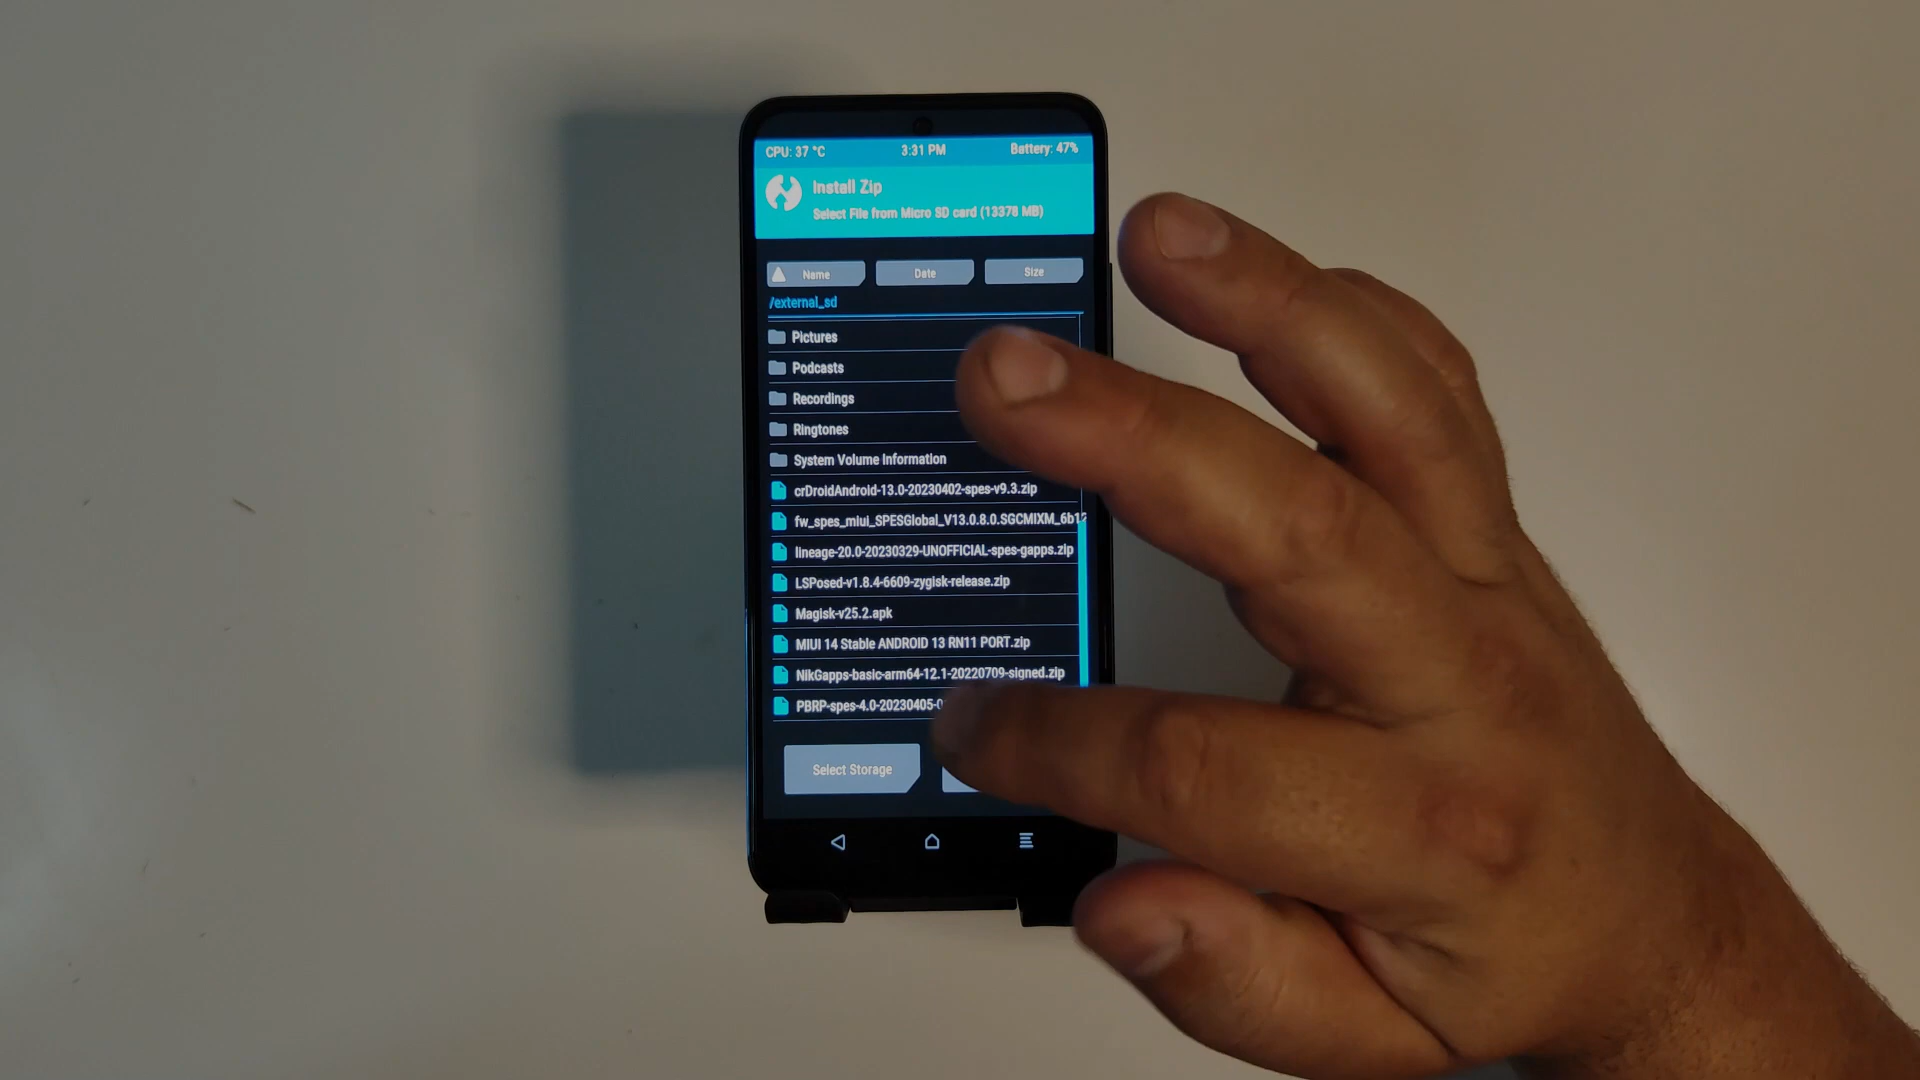 CPU: 37 °C 3:31 PM Battery: 47%
Install Zip
Select File from Micro SD card (13378 MB)
Name Date Size
/external_sd
Pictures
Podcasts
Recordings
Ringtones
System Volume Information
crDroidAndroid-13.0-20230402-spes-v9.3.zip
fw_spes_miui_SPESGlobal_V13.0.8.0.SGCMIXM_6b12
lineage-20.0-20230329-UNOFFICIAL-spes-gapps.zip
LSPosed-v1.8.4-6609-zygisk-release.zip
Magisk-v25.2.apk
MIUI 14 Stable ANDROID 13 RN11 PORT.zip
NikGapps-basic-arm64-12.1-20220709-signed.zip
PBRP-spes-4.0-20230405-0
Select Storage